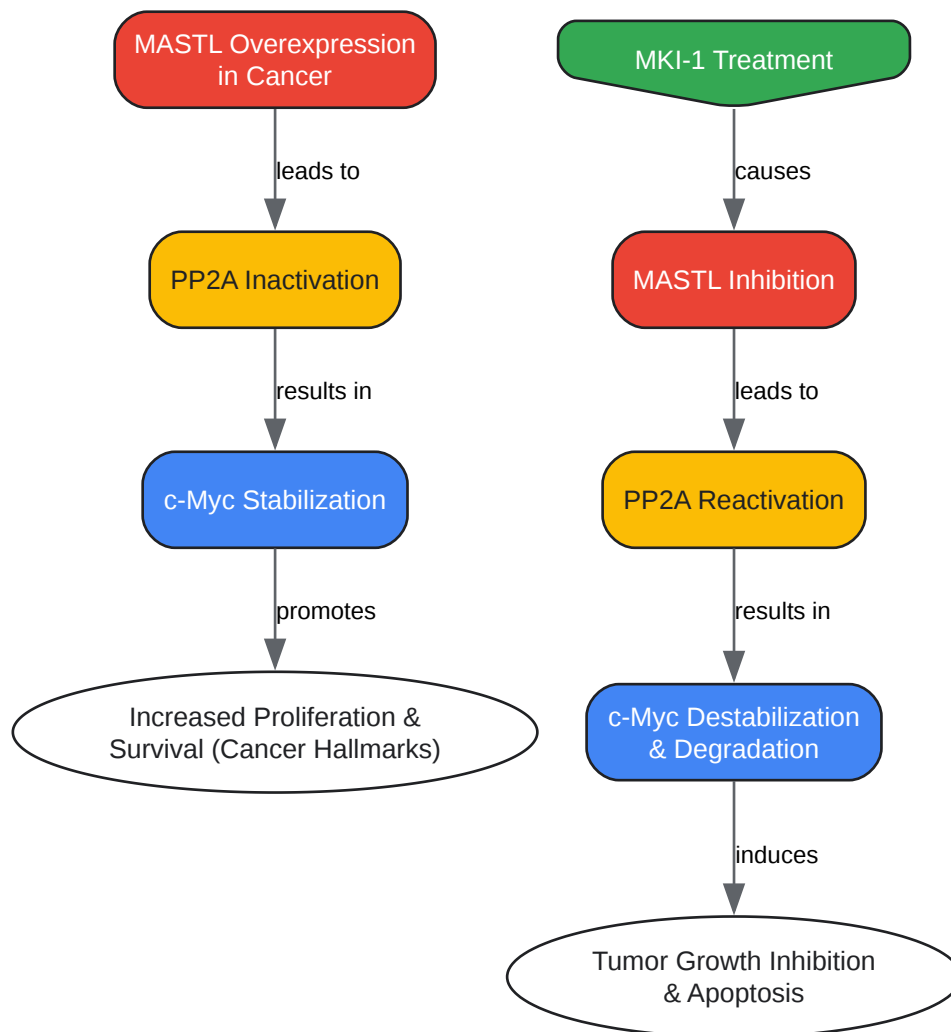 MASTL Overexpression
in Cancer
leads to
PP2A Inactivation
results in
c-Myc Stabilization
promotes
Increased Proliferation &
Survival (Cancer Hallmarks)
MKI-1 Treatment
causes
MASTL Inhibition
leads to
PP2A Reactivation
results in
c-Myc Destabilization
& Degradation
induces
Tumor Growth Inhibition
& Apoptosis